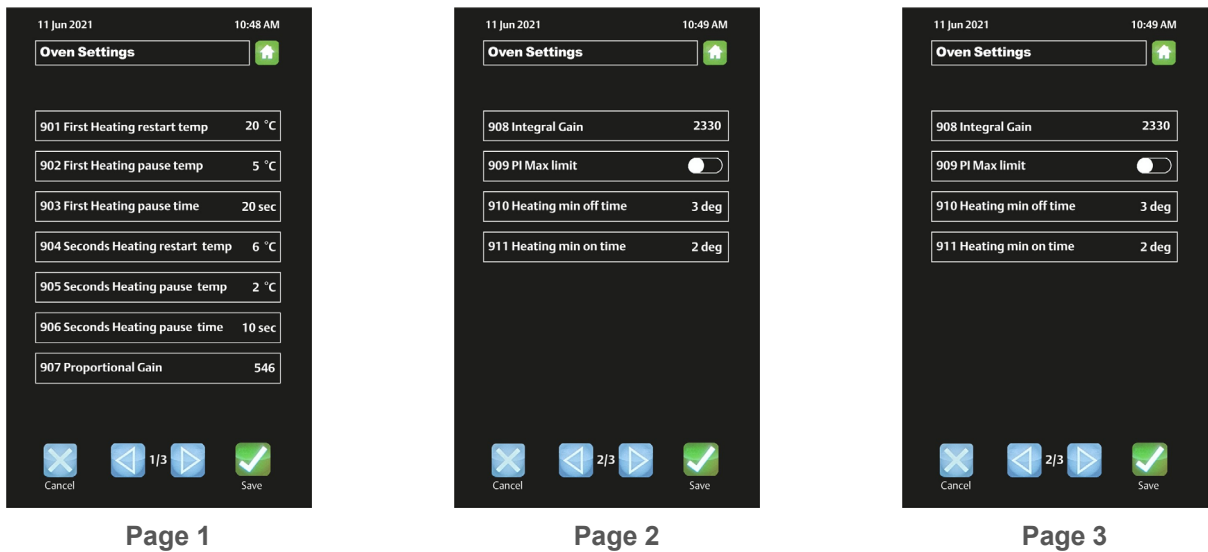 11 Jun 2021 10:48 AM
Oven Settings
901 First Heating restart temp 20 °C
902 First Heating pause temp 5 °C
903 First Heating pause time 20 sec
904 Seconds Heating restart temp 6 °C
905 Seconds Heating pause temp 2 °C
906 Seconds Heating pause time 10 sec
907 Proportional Gain 546
1/3
Cancel Save
Page 1
11 Jun 2021 10:49 AM
Oven Settings
908 Integral Gain 2330
909 PI Max limit
910 Heating min off time 3 deg
911 Heating min on time 2 deg
2/3
Cancel Save
Page 2
11 Jun 2021 10:49 AM
Oven Settings
908 Integral Gain 2330
909 PI Max limit
910 Heating min off time 3 deg
911 Heating min on time 2 deg
2/3
Cancel Save
Page 3